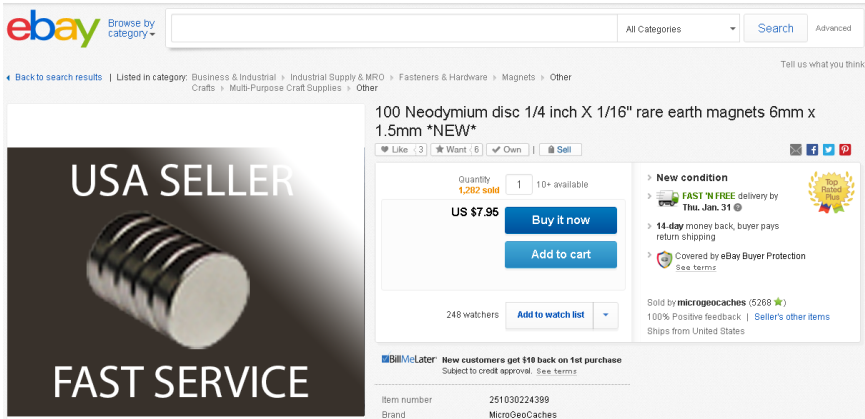 ebay
Browse by
category
All Categories
Search
Advanced
Tell us what you think
Back to search results | Listed in category: Business & Industrial > Industrial Supply & MRO > Fasteners & Hardware > Magnets > Other
Crafts > Multi-Purpose Craft Supplies > Other
100 Neodymium disc 1/4 inch X 1/16" rare earth magnets 6mm x
1.5mm *NEW*
Like 3 Want 6 Own | Sell
USA SELLER
FAST SERVICE
Quantity 1 10+ available
1,282 sold
US $7.95
Buy it now
Add to cart
248 watchers
Add to watch list
New condition
FAST 'N FREE delivery by
Thu. Jan. 31
14-day money back, buyer pays
return shipping
Covered by eBay Buyer Protection
See terms
Top
Rated
Plus
Sold by microgeocaches (5268)
100% Positive feedback | Seller's other items
Ships from United States
BillMeLater New customers get $10 back on 1st purchase
Subject to credit approval. See terms
Item number 251030224399
Brand MicroGeoCaches